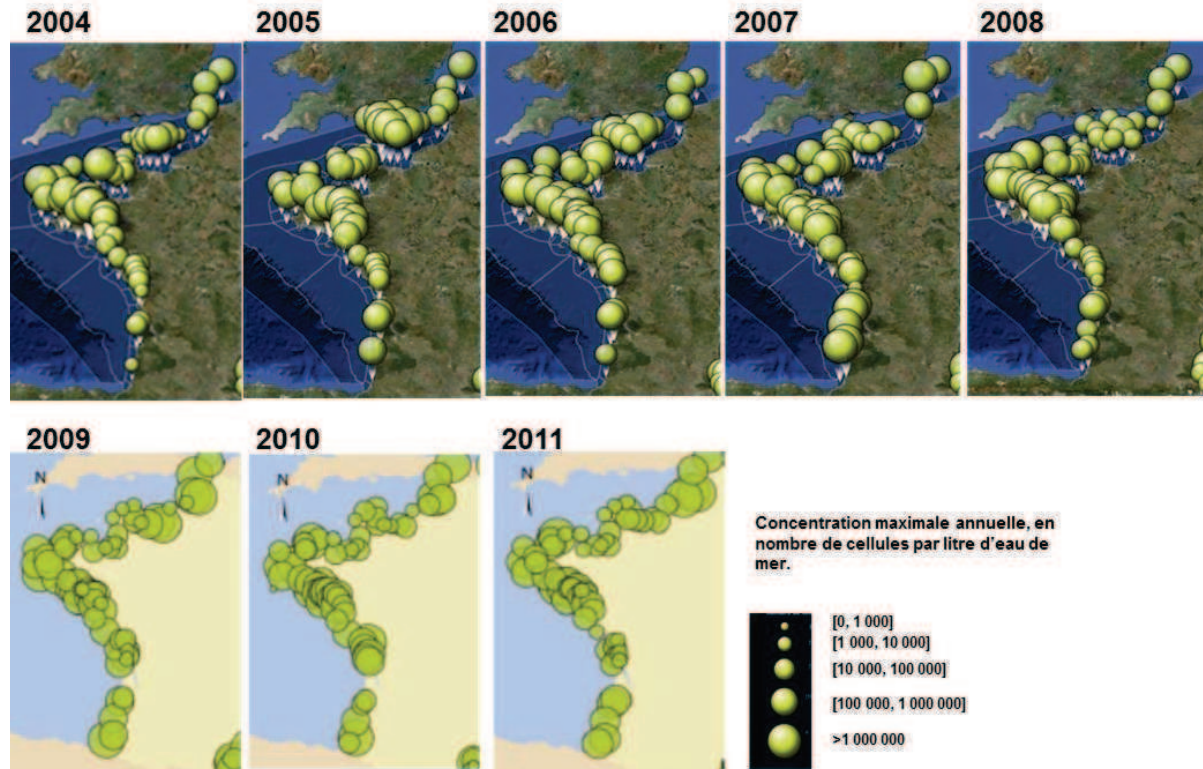 2004
2005
2006
2007
2008
2009
2010
2011
N
N
N
Concentration maximale annuelle, en
nombre de cellules par litre d'eau de
mer.
[0, 1 000]
[1 000, 10 000]
[10 000, 100 000]
[100 000, 1 000 000]
>1 000 000